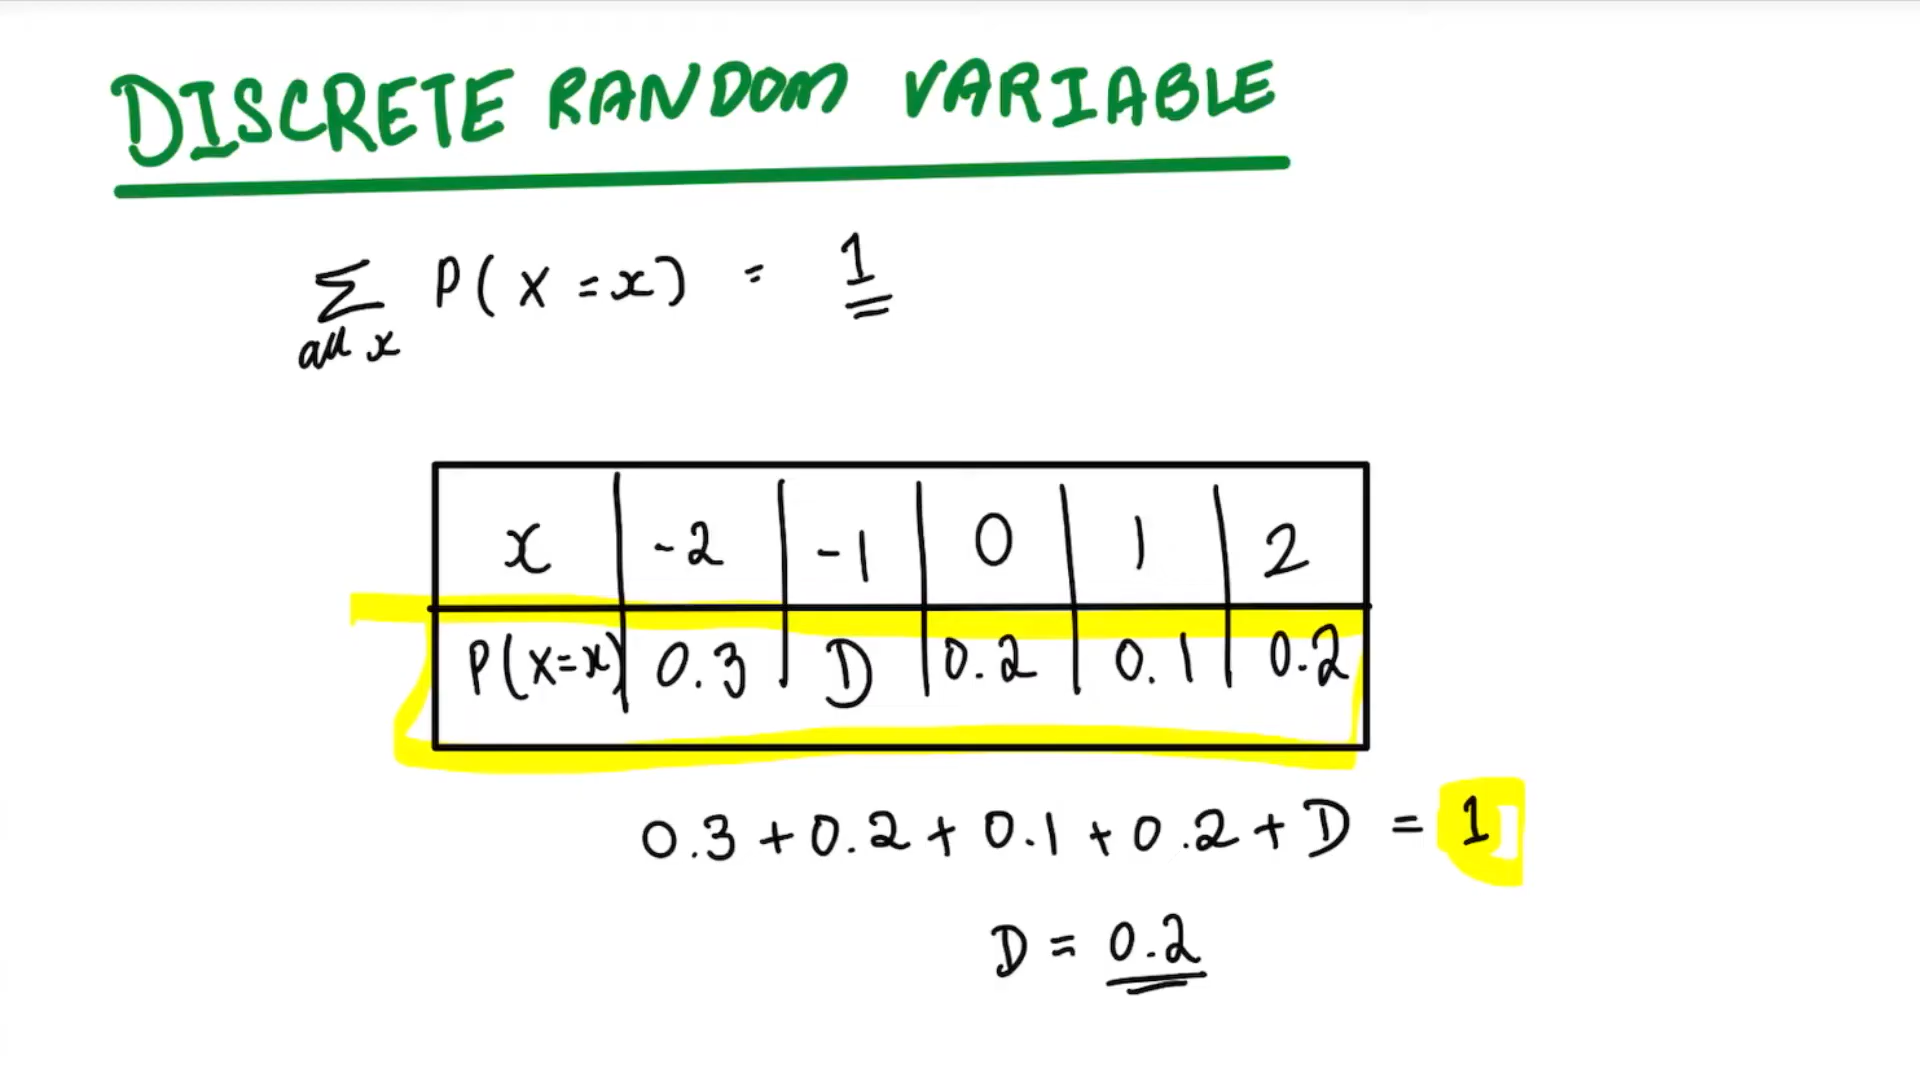 DISCRETE RANDOM VARIABLE
∑ P(X=x) = 1
all x
x -2 -1 0 1 2
P(X=x) 0.3 D 0.2 0.1 0.2
0.3+0.2+0.1+0.2+D = 1
D = 0.2